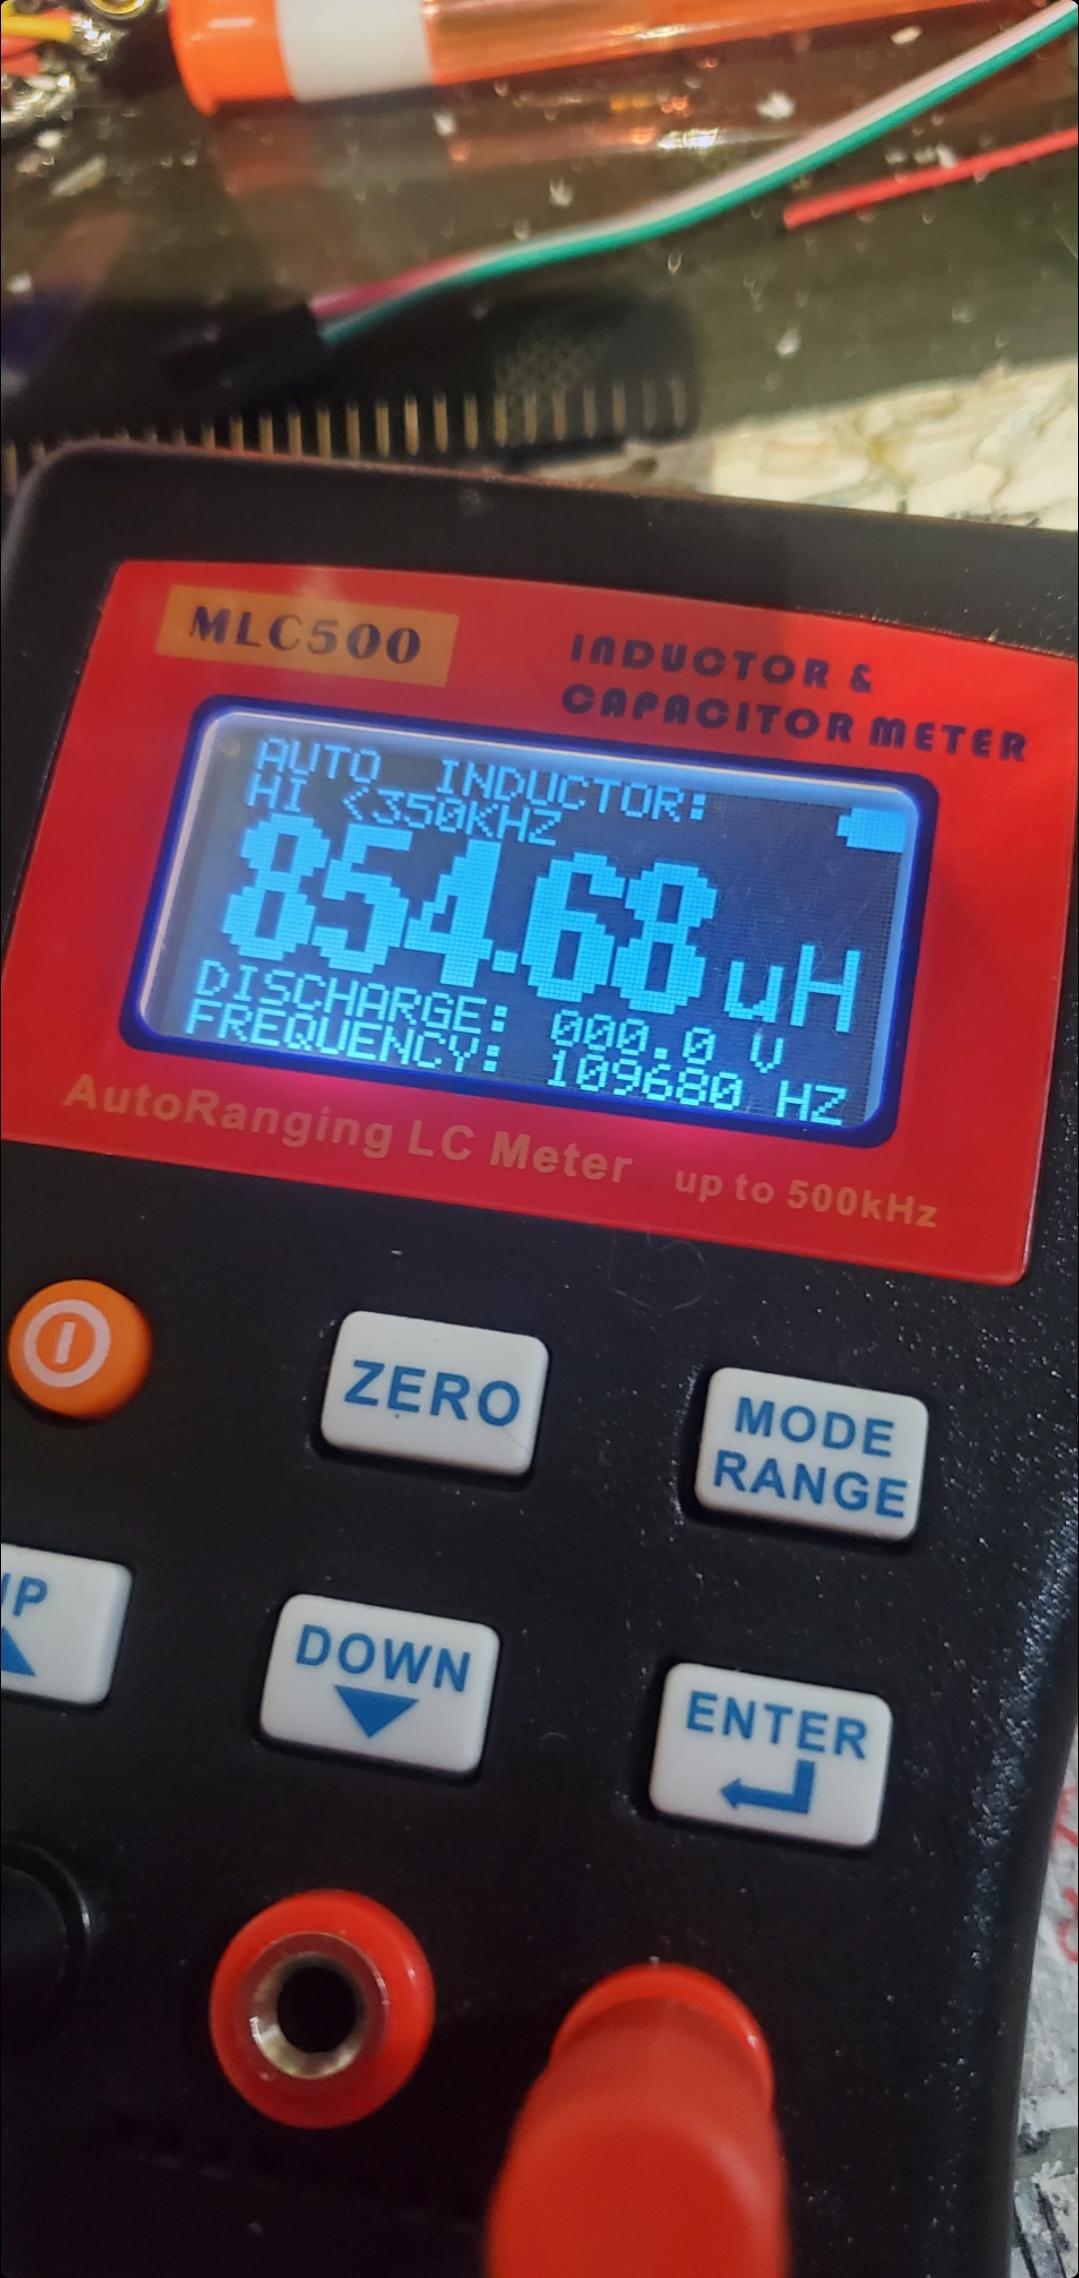 MLC500
INDUCTOR &
CAPACITOR METER
AUTO INDUCTOR:
HI <350KHZ
854.68 uH
DISCHARGE: 000.0 V
FREQUENCY: 109680 HZ
AutoRanging LC Meter up to 500kHz
ZERO
MODE
RANGE
DOWN
ENTER